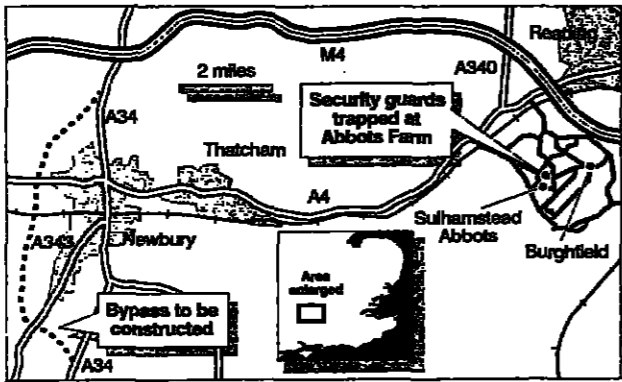 Reading
M4
2 miles
A340
A34
Security guards
trapped at
Abbots Farm
Thatcham
A4
Sulhamstead
Abbots
Burghfield
A343
Newbury
Area
enlarged
Bypass to be
constructed
A34